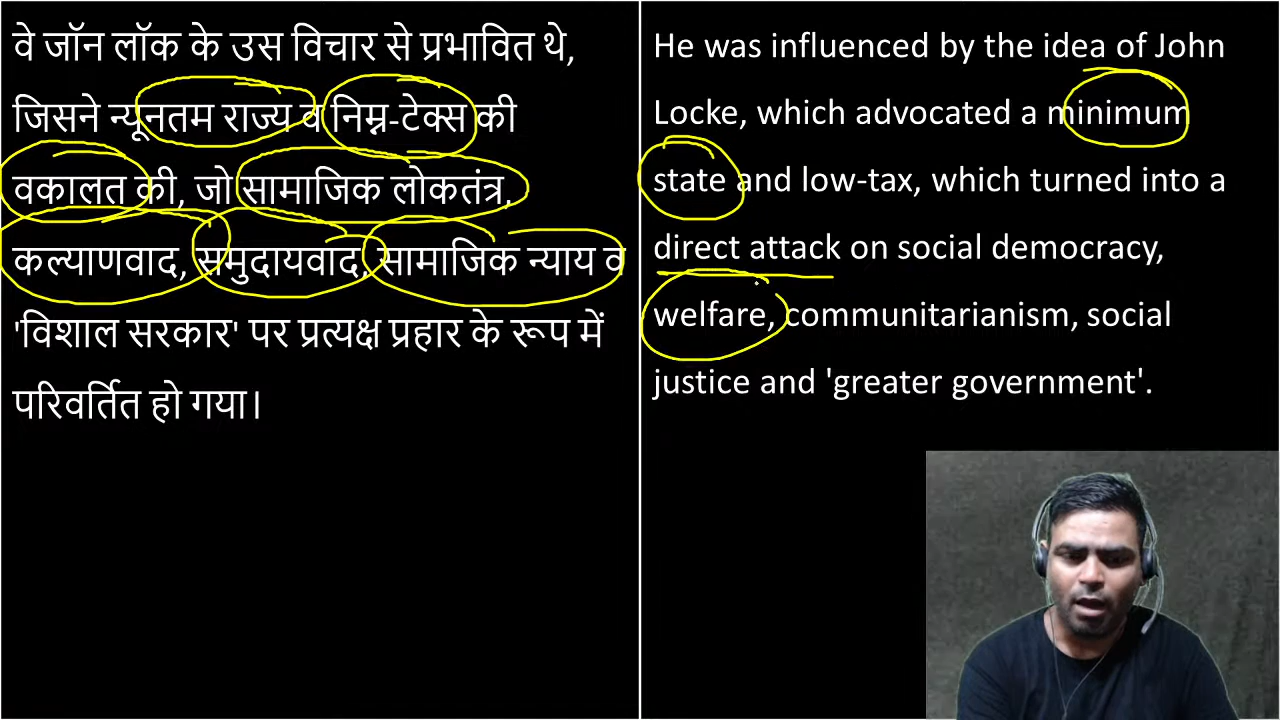 वे जॉन लॉक के उस विचार से प्रभावित थे,
जिसने न्यूनतम राज्य व निम्न-टेक्स की
वकालत की, जो सामाजिक लोकतंत्र,
कल्याणवाद, समुदायवाद, सामाजिक न्याय व
'विशाल सरकार' पर प्रत्यक्ष प्रहार के रूप में
परिवर्तित हो गया।
He was influenced by the idea of John
Locke, which advocated a minimum
state and low-tax, which turned into a
direct attack on social democracy,
welfare, communitarianism, social
justice and 'greater government'.